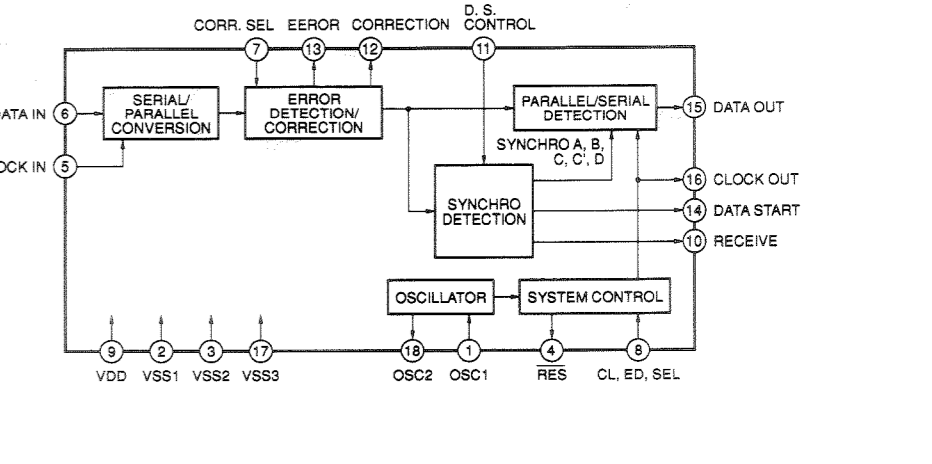 D. S.
CORR. SEL EEROR CORRECTION CONTROL
7 13 12 11
SERIAL/
PARALLEL
CONVERSION
ERROR
DETECTION/
CORRECTION
PARALLEL/SERIAL
DETECTION
ATA IN 6
15 DATA OUT
SYNCHRO A, B,
C, C', D
OCK IN 5
16 CLOCK OUT
SYNCHRO
DETECTION
14 DATA START
10 RECEIVE
OSCILLATOR
SYSTEM CONTROL
9 2 3 17 18 1 4 8
VDD VSS1 VSS2 VSS3 OSC2 OSC1 RES CL, ED, SEL